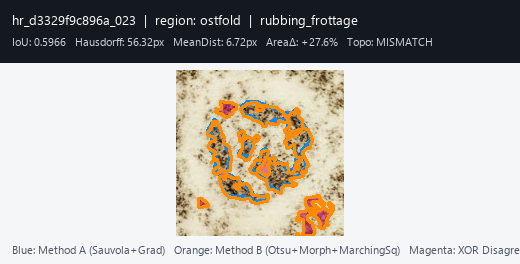 hr_d3329f9c896a_023 | region: ostfold | rubbing_frottage
IoU: 0.5966 Hausdorff: 56.32px MeanDist: 6.72px AreaΔ: +27.6% Topo: MISMATCH
Blue: Method A (Sauvola+Grad) Orange: Method B (Otsu+Morph+MarchingSq) Magenta: XOR Disagre